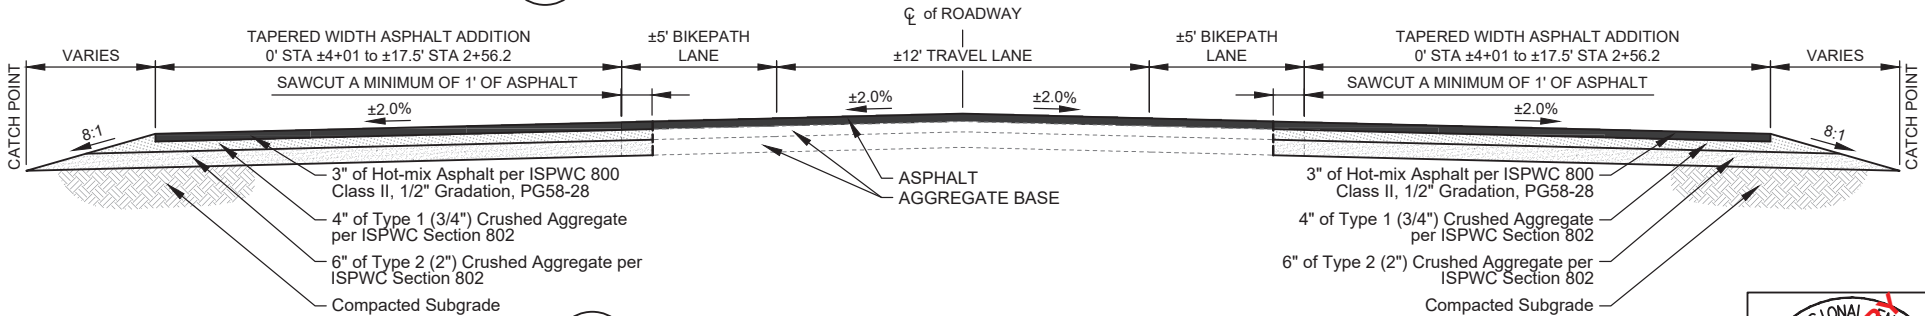 ℄ of ROADWAY
VARIES
TAPERED WIDTH ASPHALT ADDITION
0' STA ±4+01 to ±17.5' STA 2+56.2
±5' BIKEPATH
LANE
±12' TRAVEL LANE
±5' BIKEPATH
LANE
TAPERED WIDTH ASPHALT ADDITION
0' STA ±4+01 to ±17.5' STA 2+56.2
VARIES
CATCH POINT
SAWCUT A MINIMUM OF 1' OF ASPHALT
SAWCUT A MINIMUM OF 1' OF ASPHALT
CATCH POINT
8:1
±2.0%
±2.0%
±2.0%
±2.0%
8:1
3" of Hot-mix Asphalt per ISPWC 800
Class II, 1/2" Gradation, PG58-28
4" of Type 1 (3/4") Crushed Aggregate
per ISPWC Section 802
6" of Type 2 (2") Crushed Aggregate per
ISPWC Section 802
Compacted Subgrade
ASPHALT
AGGREGATE BASE
3" of Hot-mix Asphalt per ISPWC 800
Class II, 1/2" Gradation, PG58-28
4" of Type 1 (3/4") Crushed Aggregate
per ISPWC Section 802
6" of Type 2 (2") Crushed Aggregate per
ISPWC Section 802
Compacted Subgrade